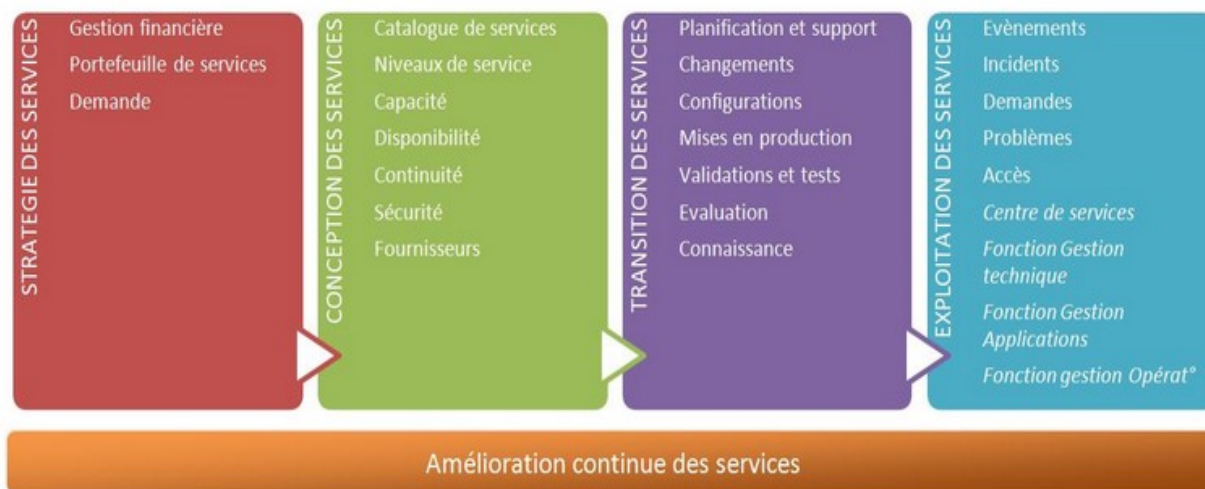 STRATEGIE DES SERVICES
Gestion financière
Portefeuille de services
Demande
CONCEPTION DES SERVICES
Catalogue de services
Niveaux de service
Capacité
Disponibilité
Continuité
Sécurité
Fournisseurs
TRANSITION DES SERVICES
Planification et support
Changements
Configurations
Mises en production
Validations et tests
Evaluation
Connaissance
EXPLOITATION DES SERVICES
Evènements
Incidents
Demandes
Problèmes
Accès
Centre de services
Fonction Gestion
technique
Fonction Gestion
Applications
Fonction gestion Opérat°
Amélioration continue des services